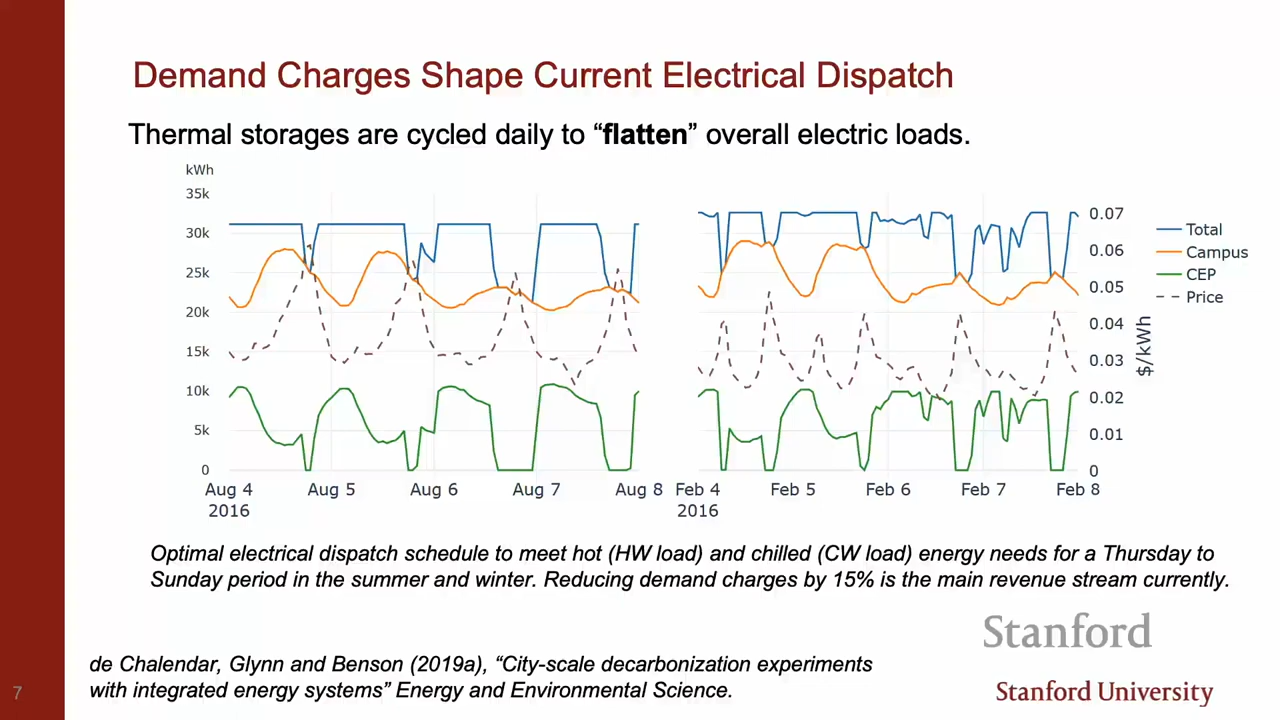 Demand Charges Shape Current Electrical Dispatch
Thermal storages are cycled daily to “flatten” overall electric loads.
kWh
35k
30k
25k
20k
15k
10k
5k
0
Aug 4
2016
Aug 5
Aug 6
Aug 7
Aug 8
Feb 4
2016
Feb 5
Feb 6
Feb 7
Feb 8
0.07
0.06
0.05
0.04
0.03
0.02
0.01
0
$/kWh
Total
Campus
CEP
Price
Optimal electrical dispatch schedule to meet hot (HW load) and chilled (CW load) energy needs for a Thursday to
Sunday period in the summer and winter. Reducing demand charges by 15% is the main revenue stream currently.
Stanford
de Chalendar, Glynn and Benson (2019a), “City-scale decarbonization experiments
with integrated energy systems” Energy and Environmental Science.
7
Stanford University